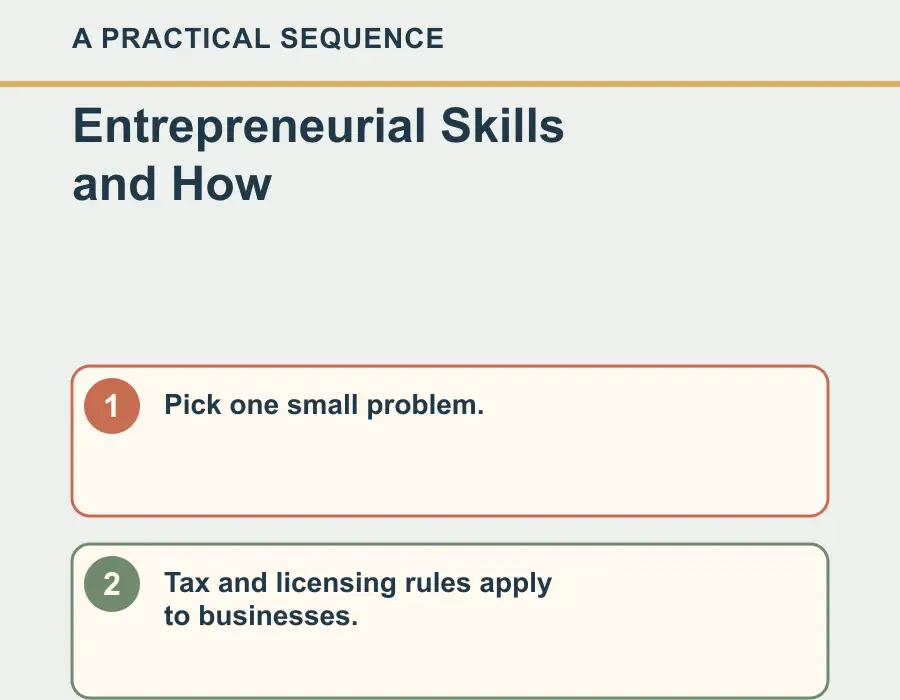 A PRACTICAL SEQUENCE
Entrepreneurial Skills
and How
1
Pick one small problem.
2
Tax and licensing rules apply
to businesses.